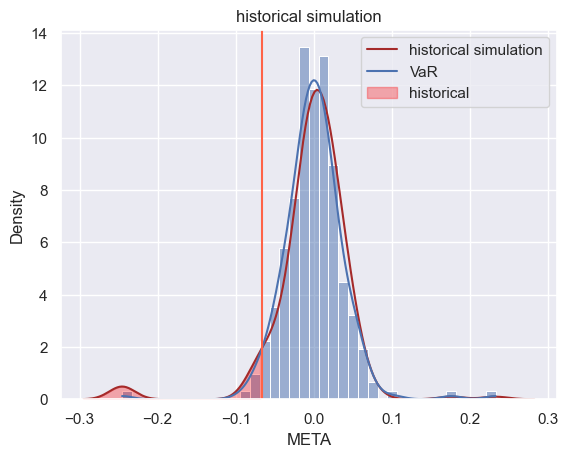 historical simulation
historical simulation
VaR
historical
14
12
10
8
6
4
2
0
Density
−0.3 −0.2 −0.1 0.0 0.1 0.2 0.3
META